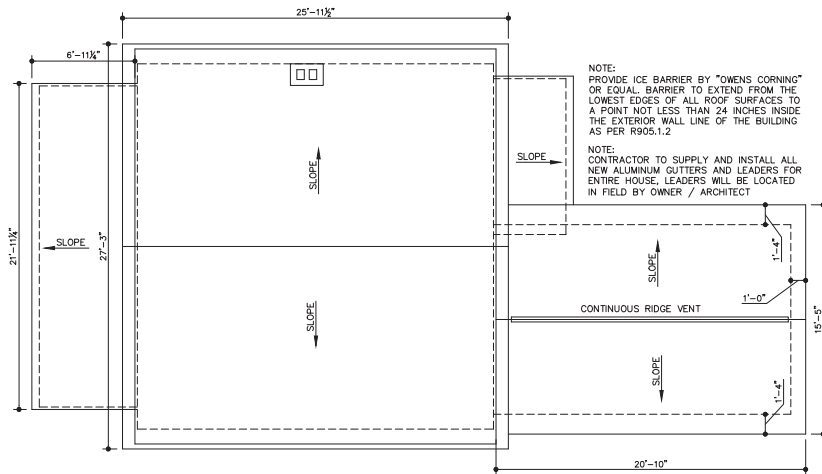 25'-11½"
6'-11¼"
NOTE:
PROVIDE ICE BARRIER BY "OWENS CORNING"
OR EQUAL. BARRIER TO EXTEND FROM THE
LOWEST EDGES OF ALL ROOF SURFACES TO
A POINT NOT LESS THAN 24 INCHES INSIDE
THE EXTERIOR WALL LINE OF THE BUILDING
AS PER R905.1.2
NOTE:
CONTRACTOR TO SUPPLY AND INSTALL ALL
NEW ALUMINUM GUTTERS AND LEADERS FOR
ENTIRE HOUSE, LEADERS WILL BE LOCATED
IN FIELD BY OWNER / ARCHITECT
SLOPE
SLOPE
SLOPE
21'-11¼"
27'-3"
SLOPE
1'-4"
1'-0"
CONTINUOUS RIDGE VENT
15'-5"
SLOPE
SLOPE
1'-4"
20'-10"